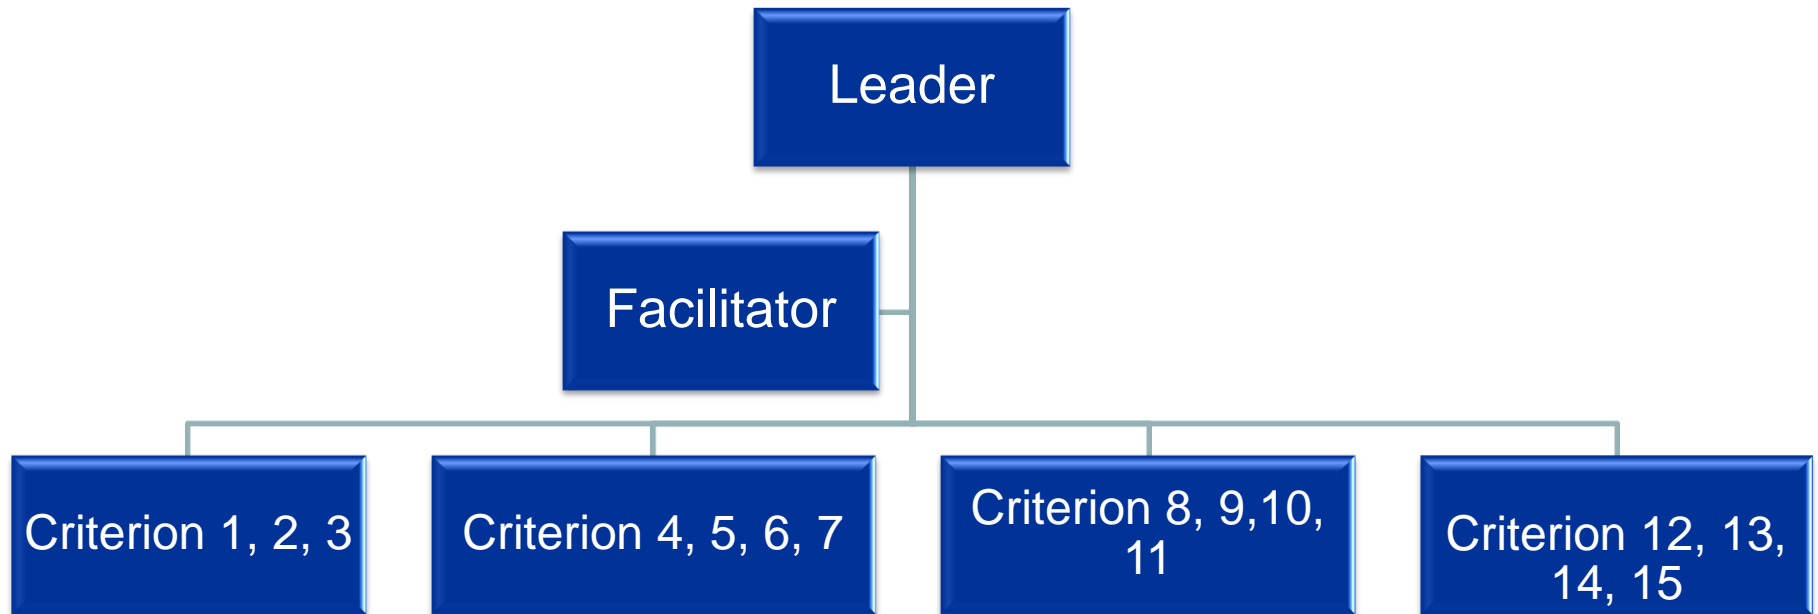 Leader
Facilitator
Criterion 1, 2, 3
Criterion 4, 5, 6, 7
Criterion 8, 9,10,
11
Criterion 12, 13,
14, 15